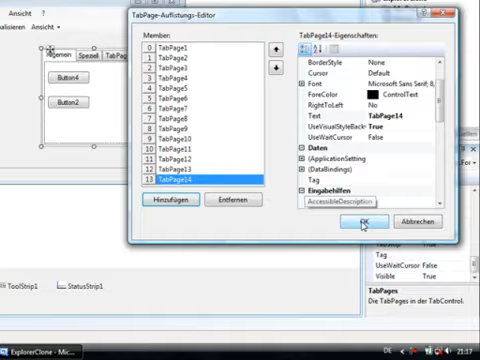 Ansicht ?
TabPage-Auflistungs-Editor
alisieren Ansicht
Member:
TabPage14-Eigenschaften:
0 TabPage1
1 TabPage2
2 TabPage3
3 TabPage4
4 TabPage5
5 TabPage6
6 TabPage7
7 TabPage8
8 TabPage9
9 TabPage10
10 TabPage11
11 TabPage12
12 TabPage13
13 TabPage14
BorderStyle None
Cursor Default
Font Microsoft Sans Serif; 8,
ForeColor ControlText
RightToLeft No
Text TabPage14
UseVisualStyleBack True
UseWaitCursor False
Daten
(ApplicationSetting
(DataBindings)
Tag
Eingabehilfen
AccessibleDescription
Speziell TabPag
Button4
Button2
Hinzufügen Entfernen
OK Abbrechen
Tag
UseWaitCursor False
Visible True
TabPages
Die TabPages in der TabControl.
ToolStrip1 StatusStrip1
ExplorerClone - Mic...
DE 21:17